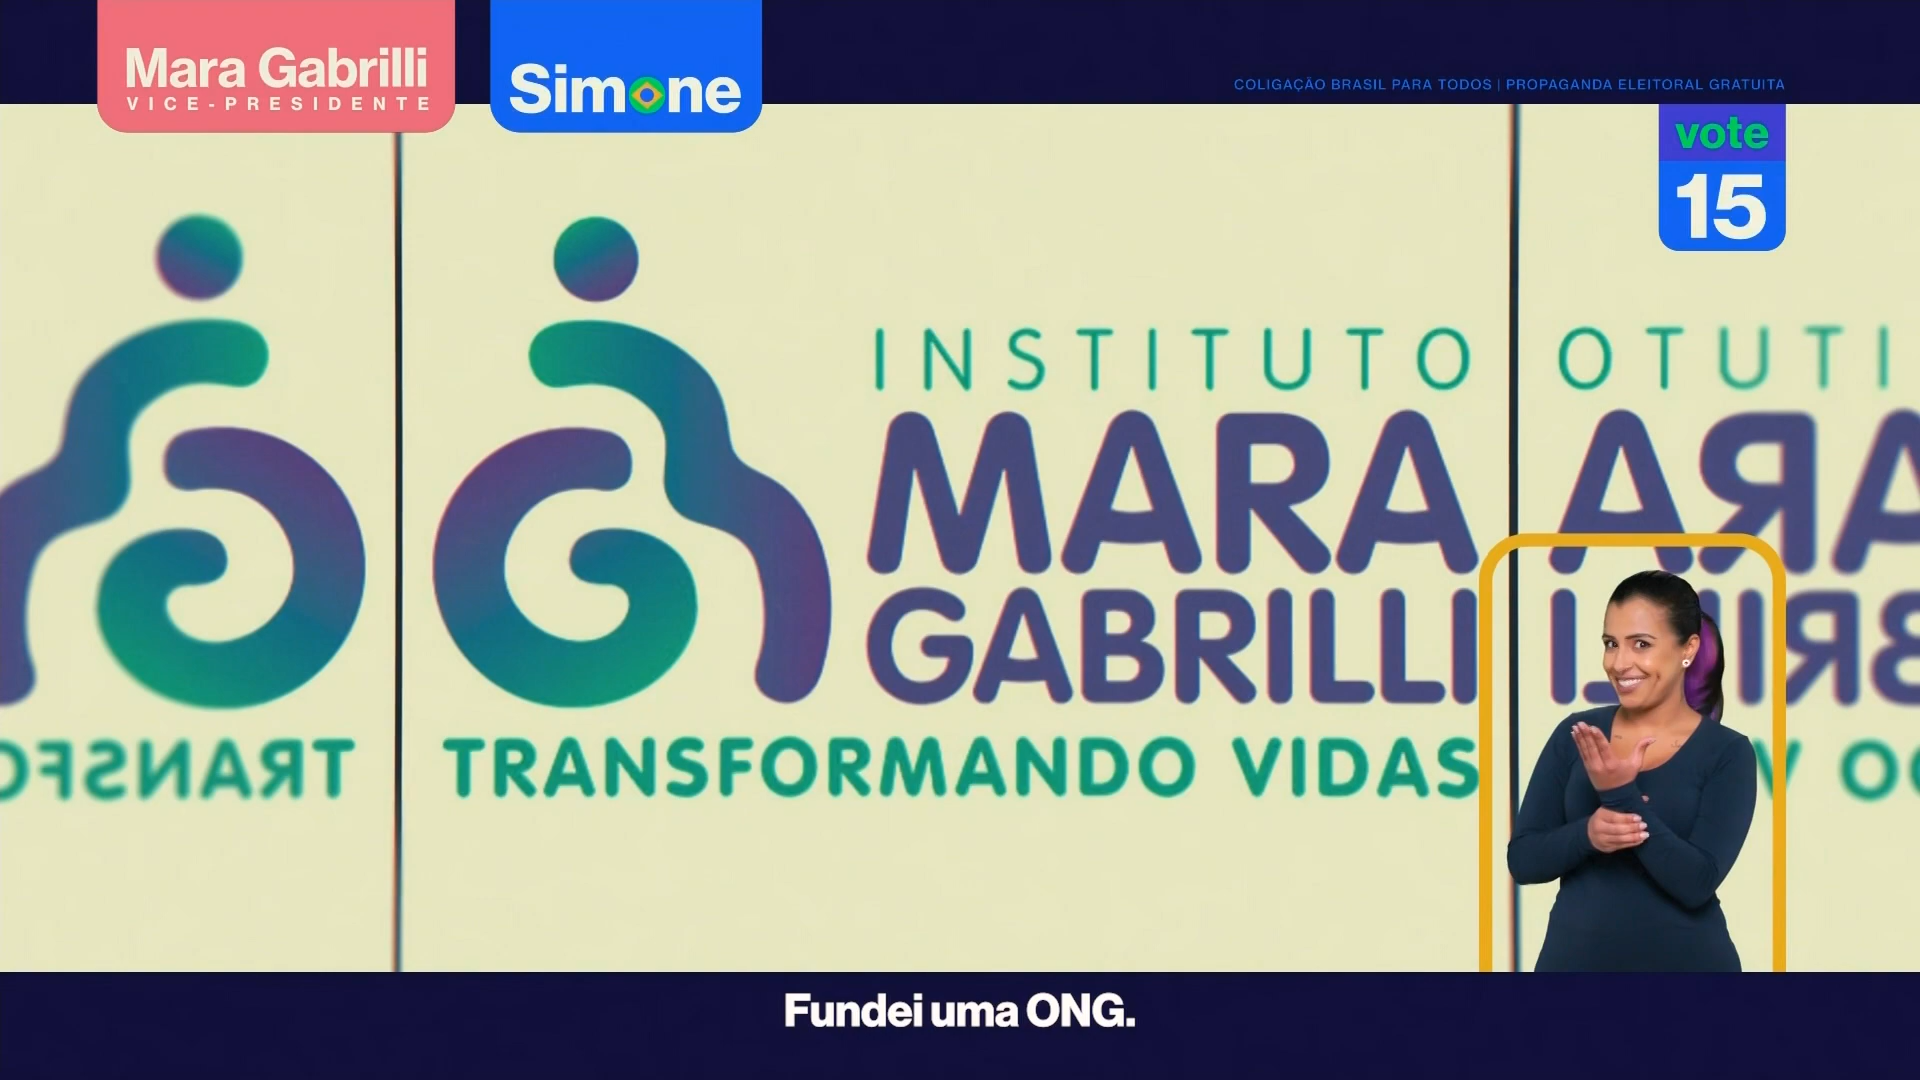 Mara Gabrilli
VICE-PRESIDENTE
Simone
COLIGAÇÃO BRASIL PARA TODOS | PROPAGANDA ELEITORAL GRATUITA
vote
15
INSTITUTO
MARA
GABRILLI
TRANSFORMANDO VIDAS
Fundei uma ONG.